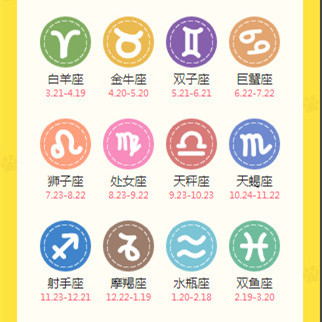 白羊座 金牛座 双子座 巨蟹座
3.21-4.19 4.20-5.20 5.21-6.21 6.22-7.22
狮子座 处女座 天秤座 天蝎座
7.23-8.22 8.23-9.22 9.23-10.23 10.24-11.22
射手座 摩羯座 水瓶座 双鱼座
11.23-12.21 12.22-1.19 1.20-2.18 2.19-3.20